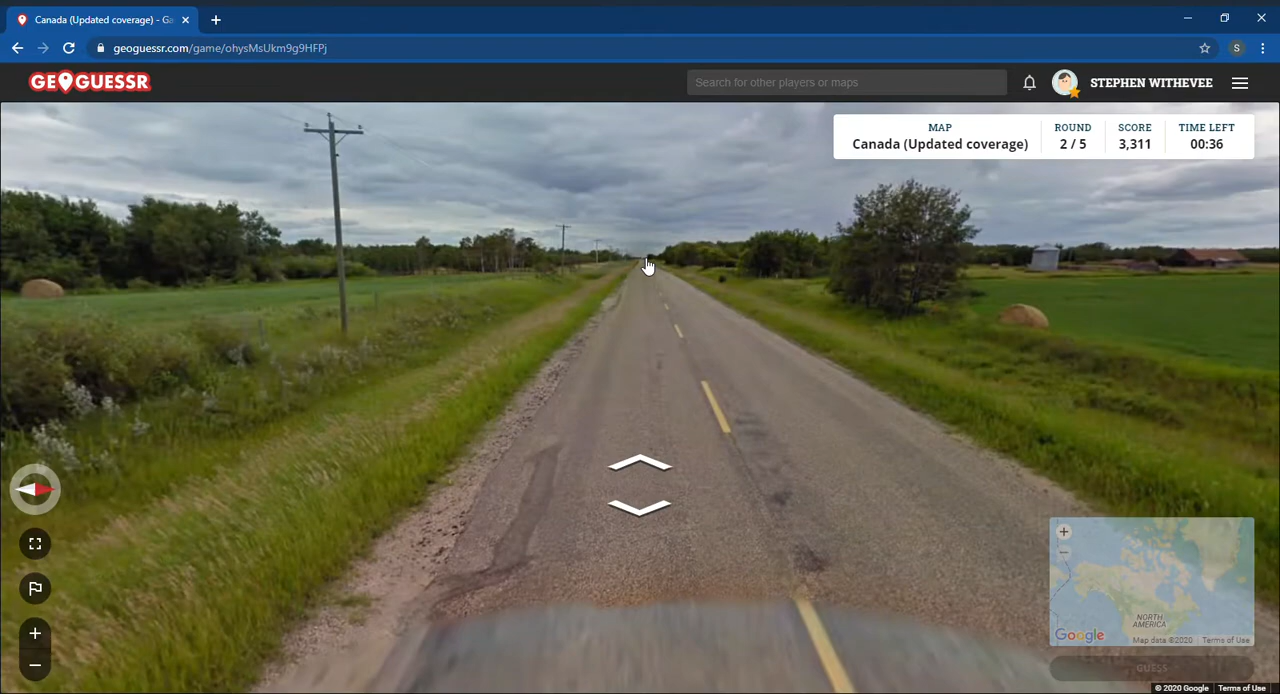 Canada (Updated coverage) - Ga
geoguessr.com/game/ohysMsUkm9g9HFPj
S
GEOGUESSR
Search for other players or maps
STEPHEN WITHEVEE
MAP
Canada (Updated coverage)
ROUND
2 / 5
SCORE
3,311
TIME LEFT
00:36
NORTH
AMERICA
Google
Map data ©2020
Terms of Use
GUESS
© 2020 Google
Terms of Use